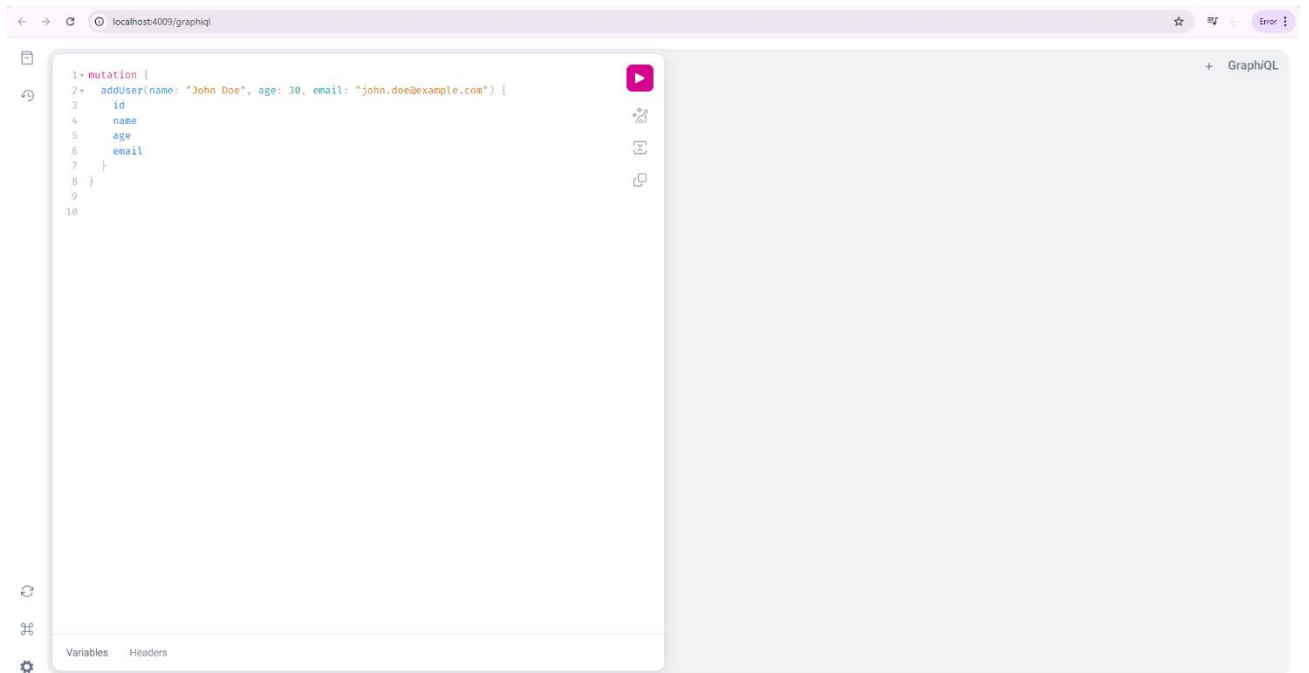 localhost:4009/graphiql
Error
+ GraphiQL
1 mutation {
2 addUser(name: "John Doe", age: 30, email: "john.doe@example.com") {
3 id
4 name
5 age
6 email
7 }
8 }
9
10
Variables Headers